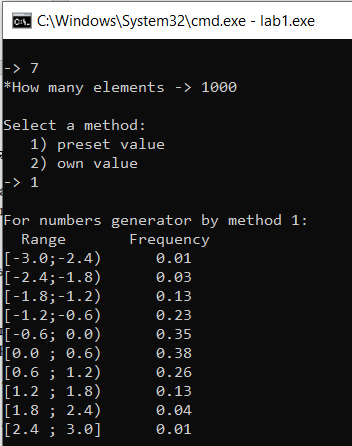 C:\Windows\System32\cmd.exe - lab1.exe
-> 7
*How many elements -> 1000
Select a method:
1) preset value
2) own value
-> 1
For numbers generator by method 1:
Range Frequency
[-3.0;-2.4) 0.01
[-2.4;-1.8) 0.03
[-1.8;-1.2) 0.13
[-1.2;-0.6) 0.23
[-0.6; 0.0) 0.35
[0.0 ; 0.6) 0.38
[0.6 ; 1.2) 0.26
[1.2 ; 1.8) 0.13
[1.8 ; 2.4) 0.04
[2.4 ; 3.0] 0.01